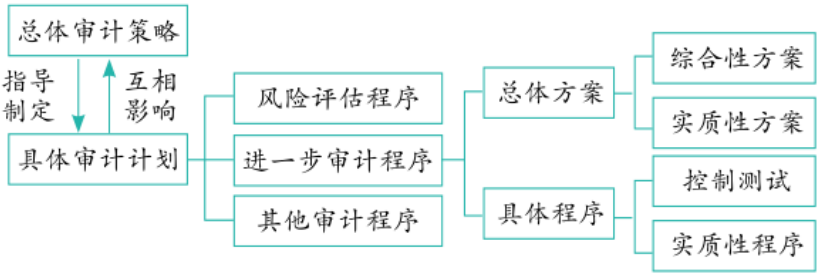 总体审计策略
指导
制定
互相
影响
具体审计计划
风险评估程序
进一步审计程序
其他审计程序
总体方案
具体程序
综合性方案
实质性方案
控制测试
实质性程序